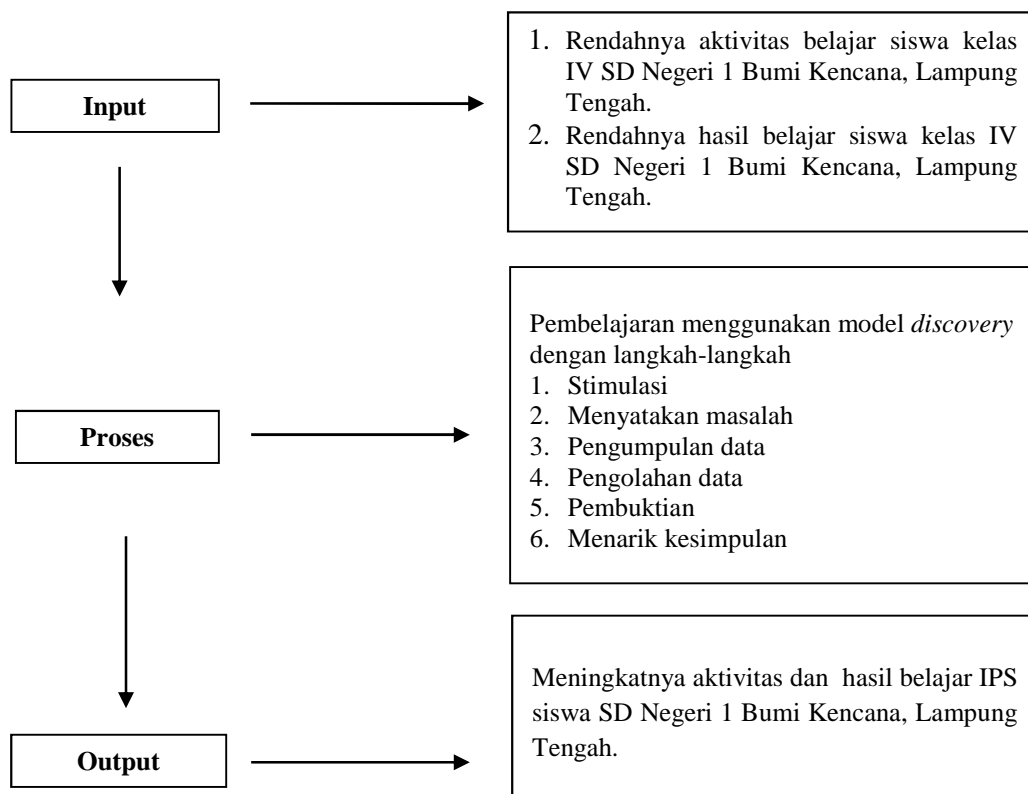 Input
1. Rendahnya aktivitas belajar siswa kelas
IV SD Negeri 1 Bumi Kencana, Lampung
Tengah.
2. Rendahnya hasil belajar siswa kelas IV
SD Negeri 1 Bumi Kencana, Lampung
Tengah.
Proses
Pembelajaran menggunakan model discovery
dengan langkah-langkah
1. Stimulasi
2. Menyatakan masalah
3. Pengumpulan data
4. Pengolahan data
5. Pembuktian
6. Menarik kesimpulan
Output
Meningkatnya aktivitas dan hasil belajar IPS
siswa SD Negeri 1 Bumi Kencana, Lampung
Tengah.